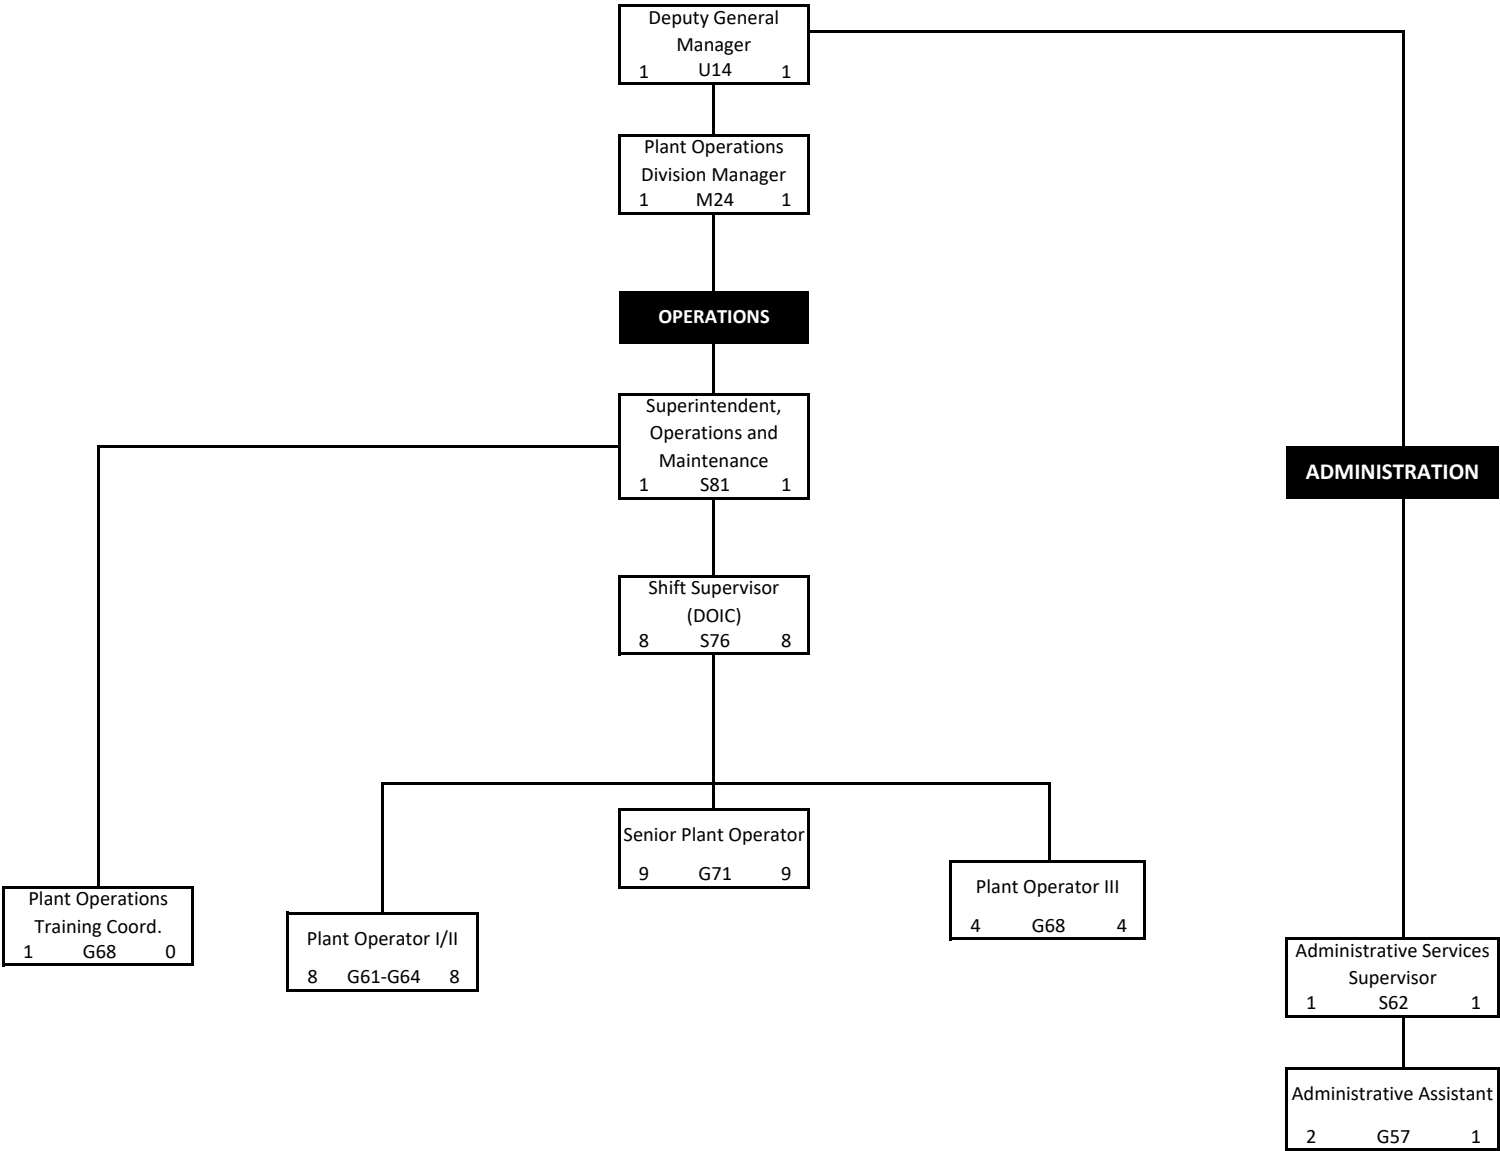 Deputy General
Manager
1 U14 1
Plant Operations
Division Manager
1 M24 1
OPERATIONS
Superintendent,
Operations and
Maintenance
1 S81 1
ADMINISTRATION
Shift Supervisor
(DOIC)
8 S76 8
Senior Plant Operator
9 G71 9
Plant Operator III
4 G68 4
Plant Operations
Training Coord.
1 G68 0
Plant Operator I/II
8 G61-G64 8
Administrative Services
Supervisor
1 S62 1
Administrative Assistant
2 G57 1